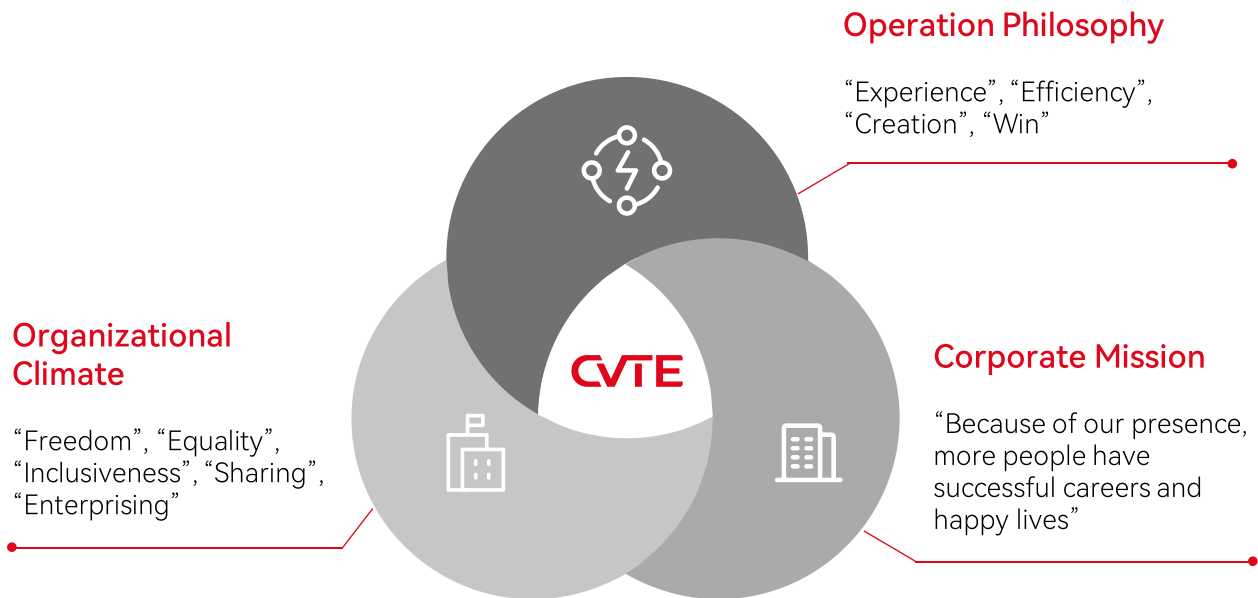 Operation Philosophy
“Experience”, “Efficiency”,
“Creation”, “Win”
CVTE
Organizational
Climate
“Freedom”, “Equality”,
“Inclusiveness”, “Sharing”,
“Enterprising”
Corporate Mission
“Because of our presence,
more people have
successful careers and
happy lives”